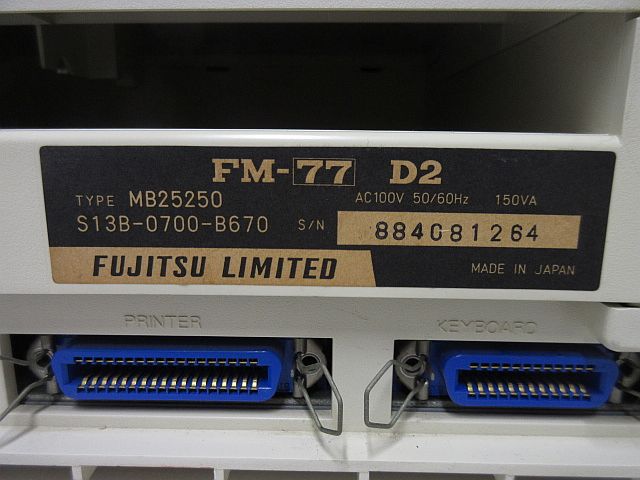 FM-77 D2
TYPE MB25250 AC100V 50/60Hz 150VA
S13B-0700-B670 S/N 884081264
FUJITSU LIMITED MADE IN JAPAN
PRINTER KEYBOARD